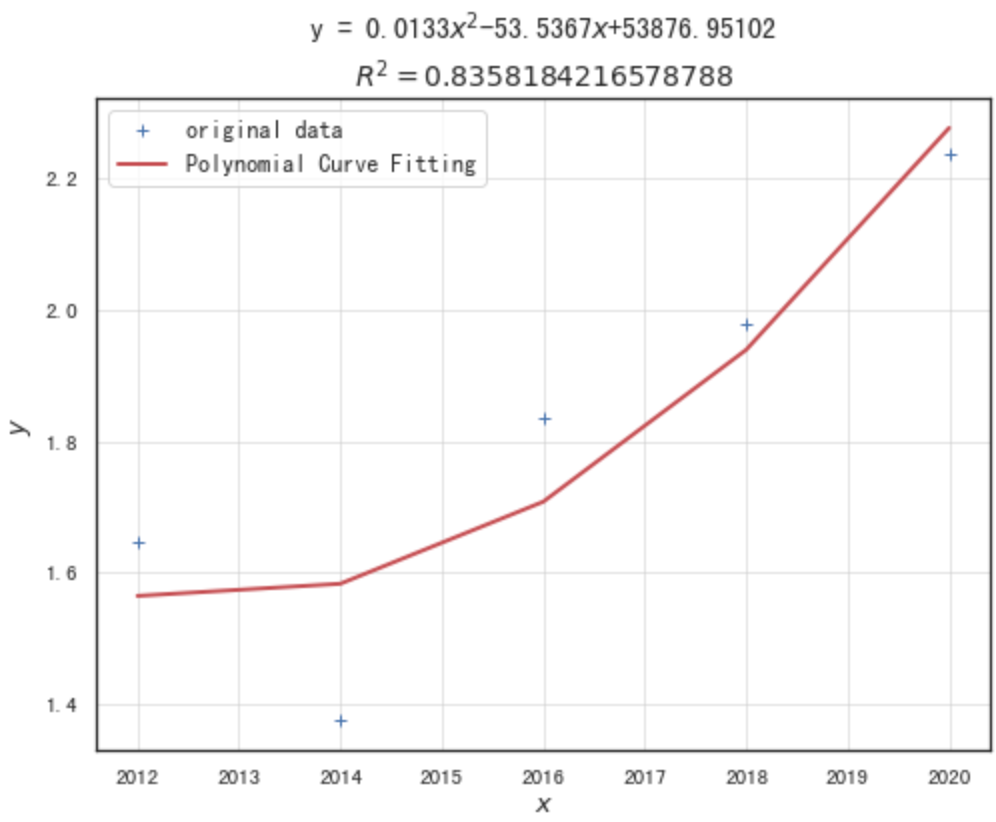 y = 0.0133x²−53.5367x+53876.95102
R² = 0.8358184216578788
original data
Polynomial Curve Fitting
2.2
2.0
1.8
1.6
1.4
y
2012 2013 2014 2015 2016 2017 2018 2019 2020
x